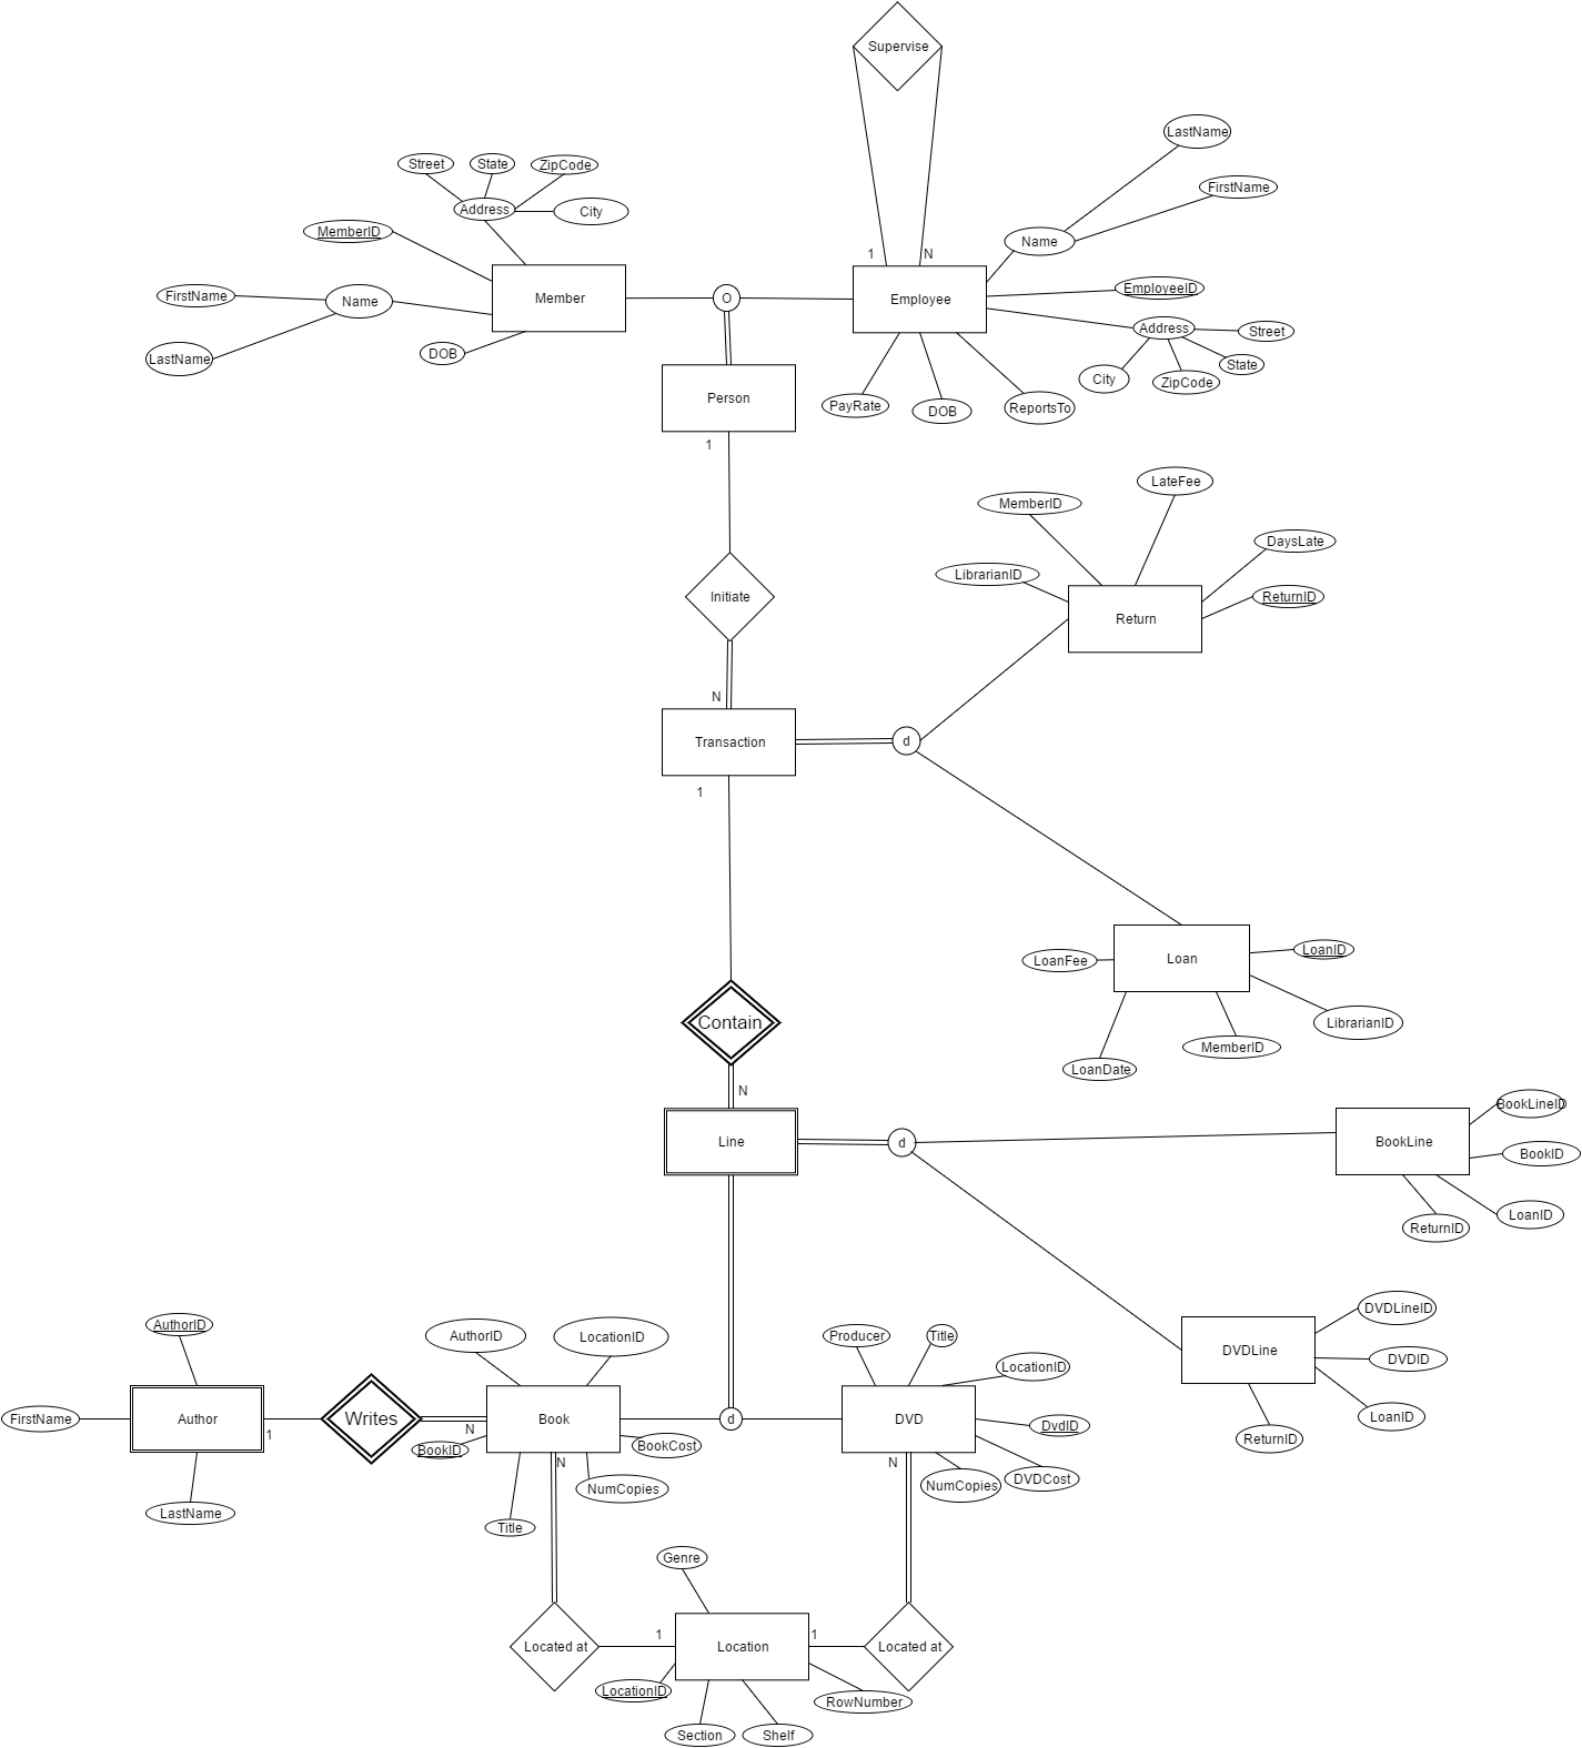 Supervise
LastName
FirstName
Name
1
N
Street
State
ZipCode
Address
City
MemberID
FirstName
Name
LastName
DOB
Member
O
Employee
EmployeeID
Address
Street
State
ZipCode
City
PayRate
DOB
ReportsTo
Person
1
Initiate
N
LateFee
MemberID
DaysLate
LibrarianID
ReturnID
Return
Transaction
d
1
Loan
LoanFee
LoanID
LibrarianID
MemberID
LoanDate
Contain
N
Line
d
BookLine
BookLineID
BookID
LoanID
ReturnID
DVDLine
DVDLineID
DVDID
LoanID
ReturnID
AuthorID
FirstName
Author
LastName
1
Writes
N
AuthorID
LocationID
Book
BookID
BookCost
NumCopies
Title
N
d
Producer
Title
LocationID
DVD
DvdID
DVDCost
NumCopies
N
Genre
Located at
1
Location
1
Located at
LocationID
RowNumber
Section
Shelf